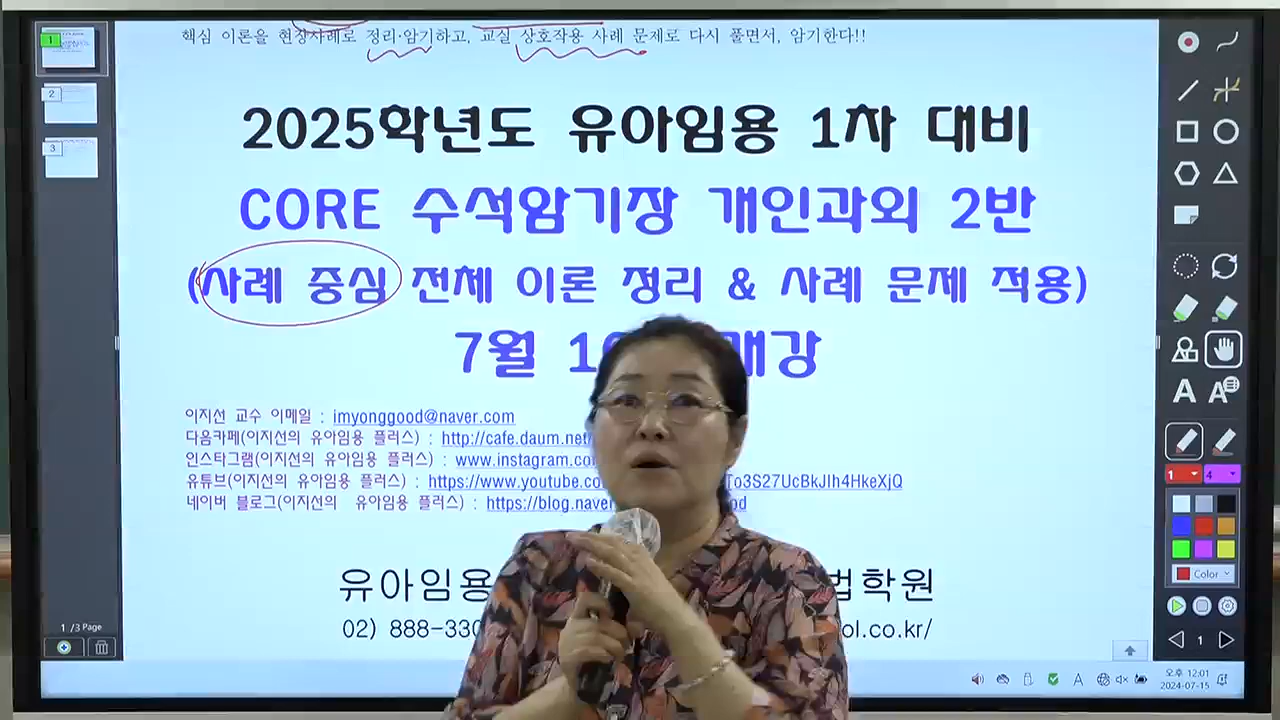 핵심 이론을 현장사례로 정리·암기하고, 교실 상호작용 사례 문제로 다시 풀면서, 암기한다!!
2025학년도 유아임용 1차 대비
CORE 수석암기장 개인과외 2반
(사례 중심 전체 이론 정리 & 사례 문제 적용)
7월 1
매강
이지선 교수 이메일 : imyonggood@naver.com
다음카페(이지선의 유아임용 플러스) : http://cafe.daum.net/
인스타그램(이지선의 유아임용 플러스) : www.instagram.co
유튜브(이지선의 유아임용 플러스) : https://www.youtube.co
To3S27UcBkJIh4HkeXjQ
네이버 블로그(이지선의 유아임용 플러스) : https://blog.naver
od
유아임용
법학원
02) 888-330
ol.co.kr/
1
2
3
1 /3 Page
A A
1 4
Color
1
오후 12:01
2024-07-15